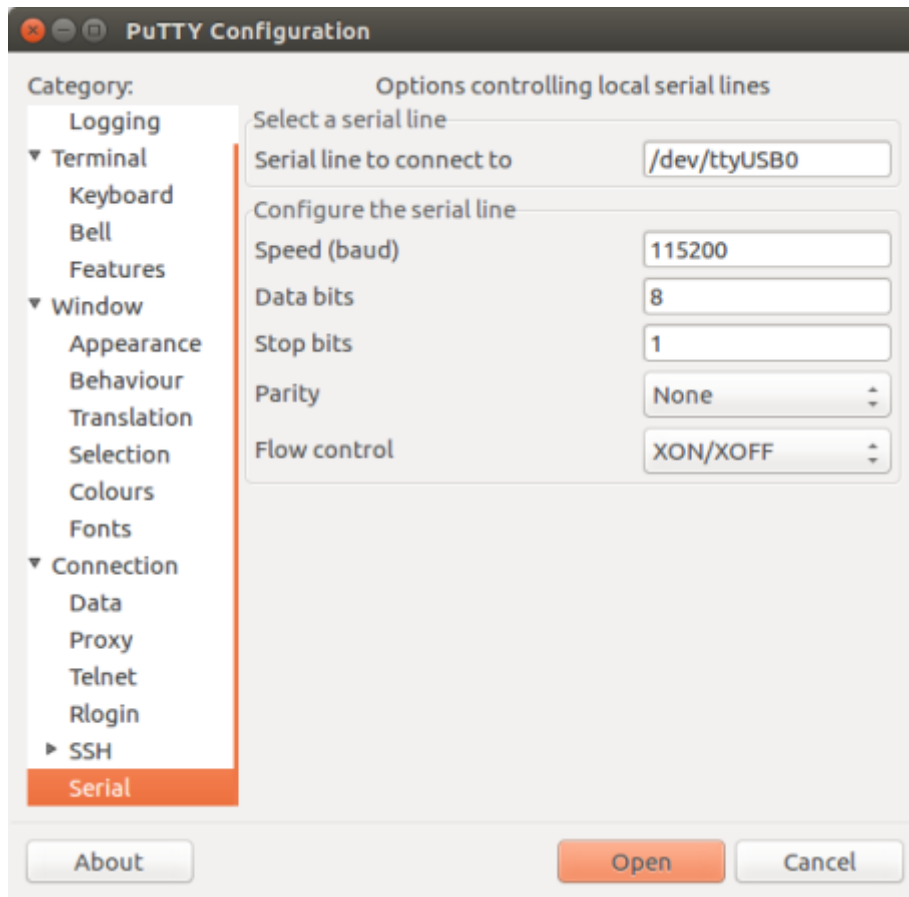 PuTTY Configuration
Category:
Logging
Terminal
Keyboard
Bell
Features
Window
Appearance
Behaviour
Translation
Selection
Colours
Fonts
Connection
Data
Proxy
Telnet
Rlogin
SSH
Serial
Options controlling local serial lines
Select a serial line
Serial line to connect to /dev/ttyUSB0
Configure the serial line
Speed (baud) 115200
Data bits 8
Stop bits 1
Parity None
Flow control XON/XOFF
About Open Cancel